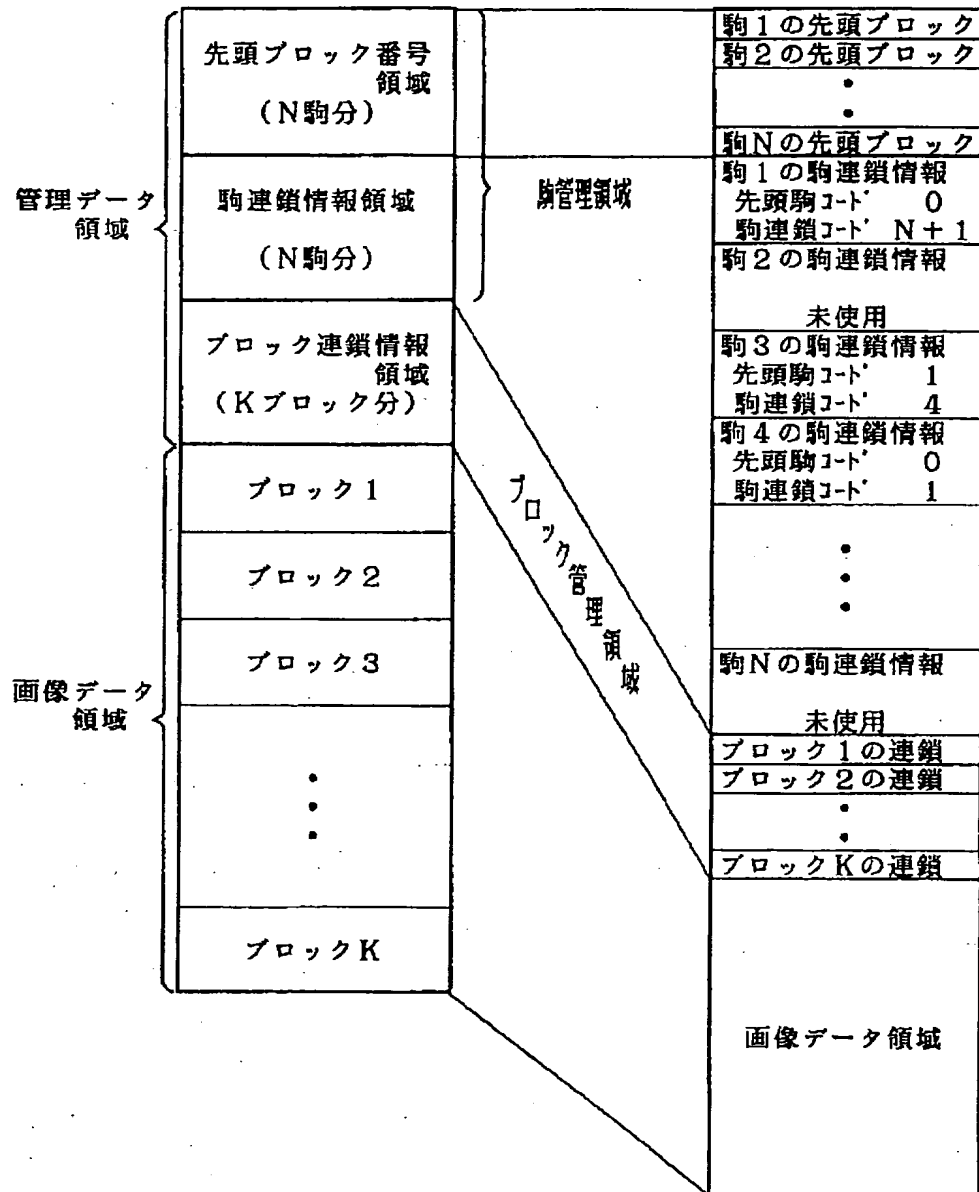 管理データ
領域
画像データ
領域
先頭ブロック番号
領域
(N駒分)
駒連鎖情報領域
(N駒分)
ブロック連鎖情報
領域
(Kブロック分)
ブロック1
ブロック2
ブロック3
ブロックK
駒管理領域
ブロック管理領域
駒1の先頭ブロック
駒2の先頭ブロック
駒Nの先頭ブロック
駒1の駒連鎖情報
先頭駒コード 0
駒連鎖コード N+1
駒2の駒連鎖情報
未使用
駒3の駒連鎖情報
先頭駒コード 1
駒連鎖コード 4
駒4の駒連鎖情報
先頭駒コード 0
駒連鎖コード 1
駒Nの駒連鎖情報
未使用
ブロック1の連鎖
ブロック2の連鎖
ブロックKの連鎖
画像データ領域